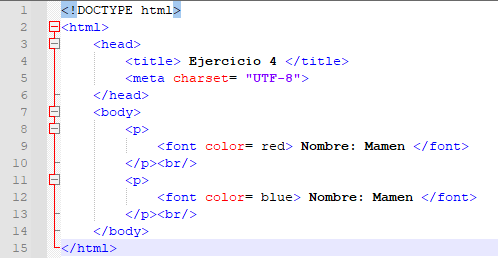 1 <!DOCTYPE html>
2 <html>
3 <head>
4 <title> Ejercicio 4 </title>
5 <meta charset= "UTF-8">
6 </head>
7 <body>
8 <p>
9 <font color= red> Nombre: Mamen </font>
10 </p><br/>
11 <p>
12 <font color= blue> Nombre: Mamen </font>
13 </p><br/>
14 </body>
15 </html>